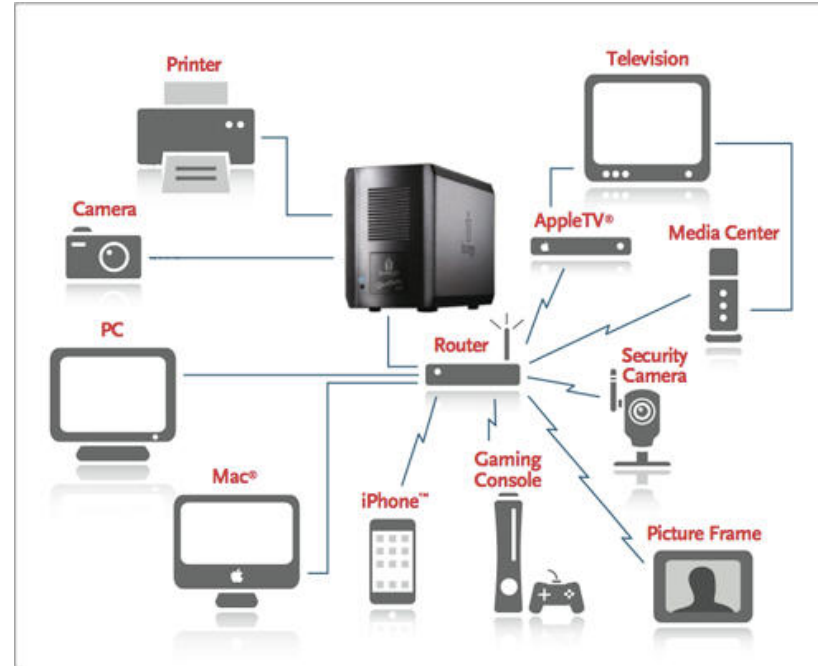 Printer
Television
Camera
AppleTV®
Media Center
PC
Router
Security
Camera
Mac®
iPhone™
Gaming
Console
Picture Frame